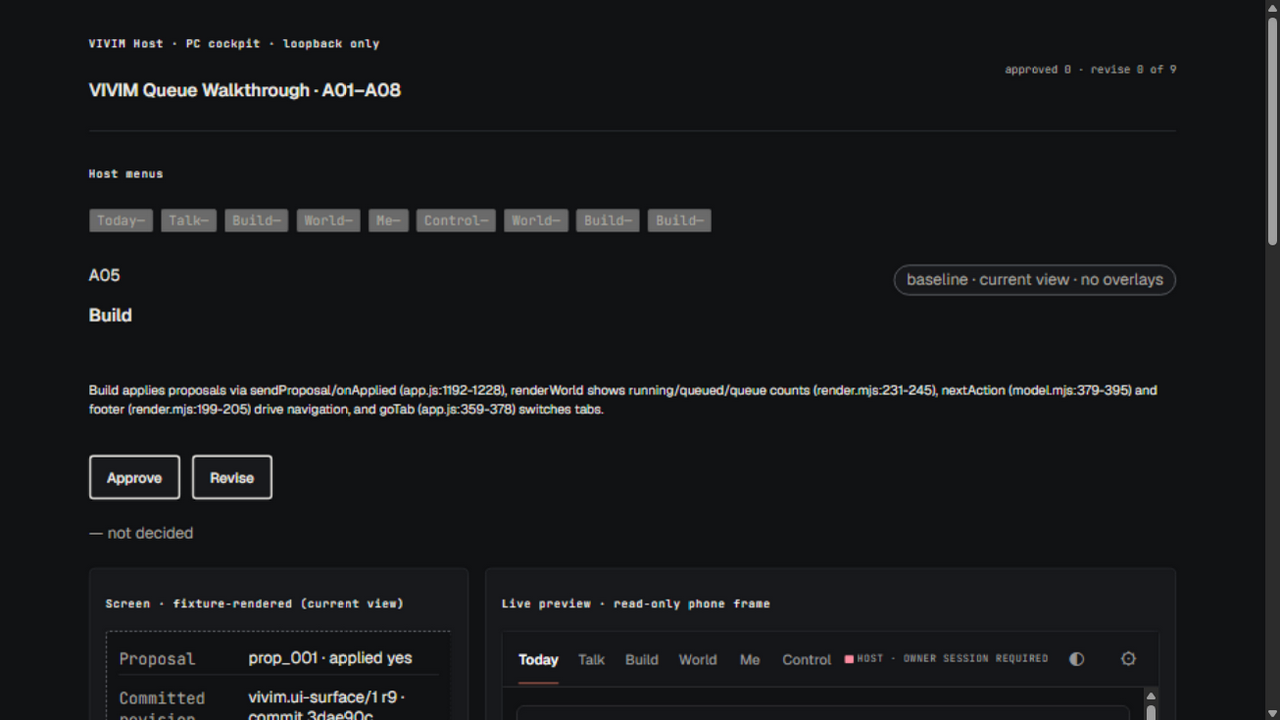 VIVIM Host · PC cockpit · loopback only
approved 0 · revise 0 of 9
VIVIM Queue Walkthrough · A01–A08
Host menus
Today— Talk— Build— World— Me— Control— World— Build— Build—
A05
baseline · current view · no overlays
Build
Build applies proposals via sendProposal/onApplied (app.js:1192-1228), renderWorld shows running/queued/queue counts (render.mjs:231-245), nextAction (model.mjs:379-395) and
footer (render.mjs:199-205) drive navigation, and goTab (app.js:359-378) switches tabs.
Approve Revise
— not decided
Screen · fixture-rendered (current view)
Proposal prop_001 · applied yes
Committed vivim.ui-surface/1 r9 ·
revision commit 3dae90c
Live preview · read-only phone frame
Today Talk Build World Me Control HOST · OWNER SESSION REQUIRED